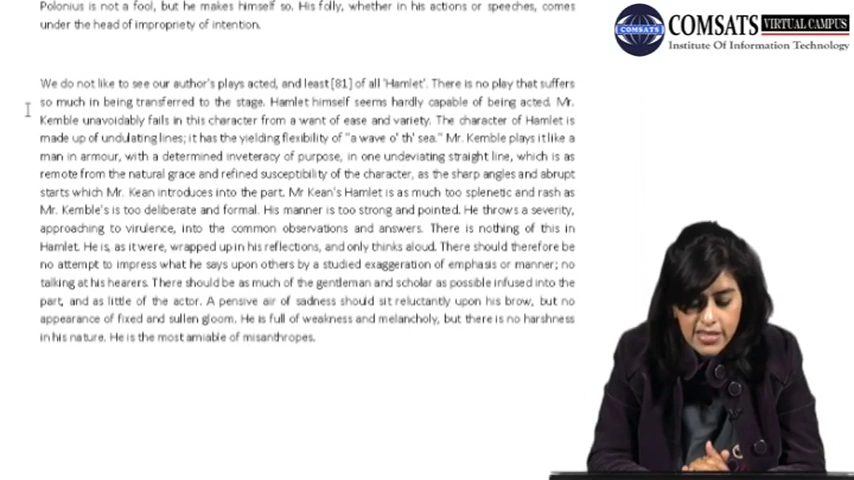 Polonius is not a fool, but he makes himself so. His folly, whether in his actions or speeches, comes
under the head of impropriety of intention.
We do not like to see our author's plays acted, and least [81] of all 'Hamlet'. There is no play that suffers
so much in being transferred to the stage. Hamlet himself seems hardly capable of being acted. Mr.
Kemble unavoidably fails in this character from a want of ease and variety. The character of Hamlet is
made up of undulating lines; it has the yielding flexibility of "a wave o' th' sea." Mr. Kemble plays it like a
man in armour, with a determined inveteracy of purpose, in one undeviating straight line, which is as
remote from the natural grace and refined susceptibility of the character, as the sharp angles and abrupt
starts which Mr. Kean introduces into the part. Mr Kean's Hamlet is as much too splenetic and rash as
Mr. Kemble's is too deliberate and formal. His manner is too strong and pointed. He throws a severity,
approaching to virulence, into the common observations and answers. There is nothing of this in
Hamlet. He is, as it were, wrapped up in his reflections, and only thinks aloud. There should therefore be
no attempt to impress what he says upon others by a studied exaggeration of emphasis or manner; no
talking at his hearers. There should be as much of the gentleman and scholar as possible infused into the
part, and as little of the actor. A pensive air of sadness should sit reluctantly upon his brow, but no
appearance of fixed and sullen gloom. He is full of weakness and melancholy, but there is no harshness
in his nature. He is the most amiable of misanthropes.
COMSATS VIRTUAL CAMPUS
Institute Of Information Technology
COMSATS